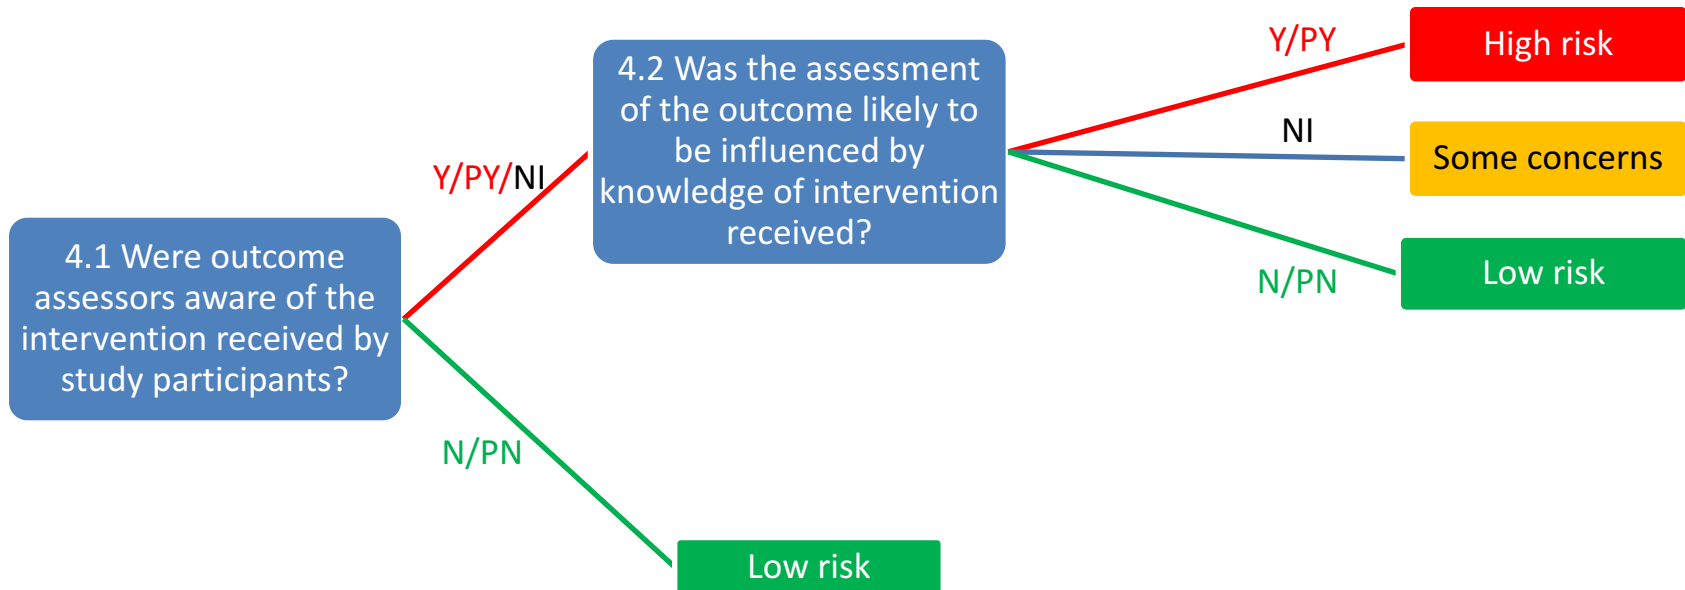 4.1 Were outcome
assessors aware of the
intervention received by
study participants?
Y/PY/NI
N/PN
4.2 Was the assessment
of the outcome likely to
be influenced by
knowledge of intervention
received?
Low risk
Y/PY
NI
N/PN
High risk
Some concerns
Low risk